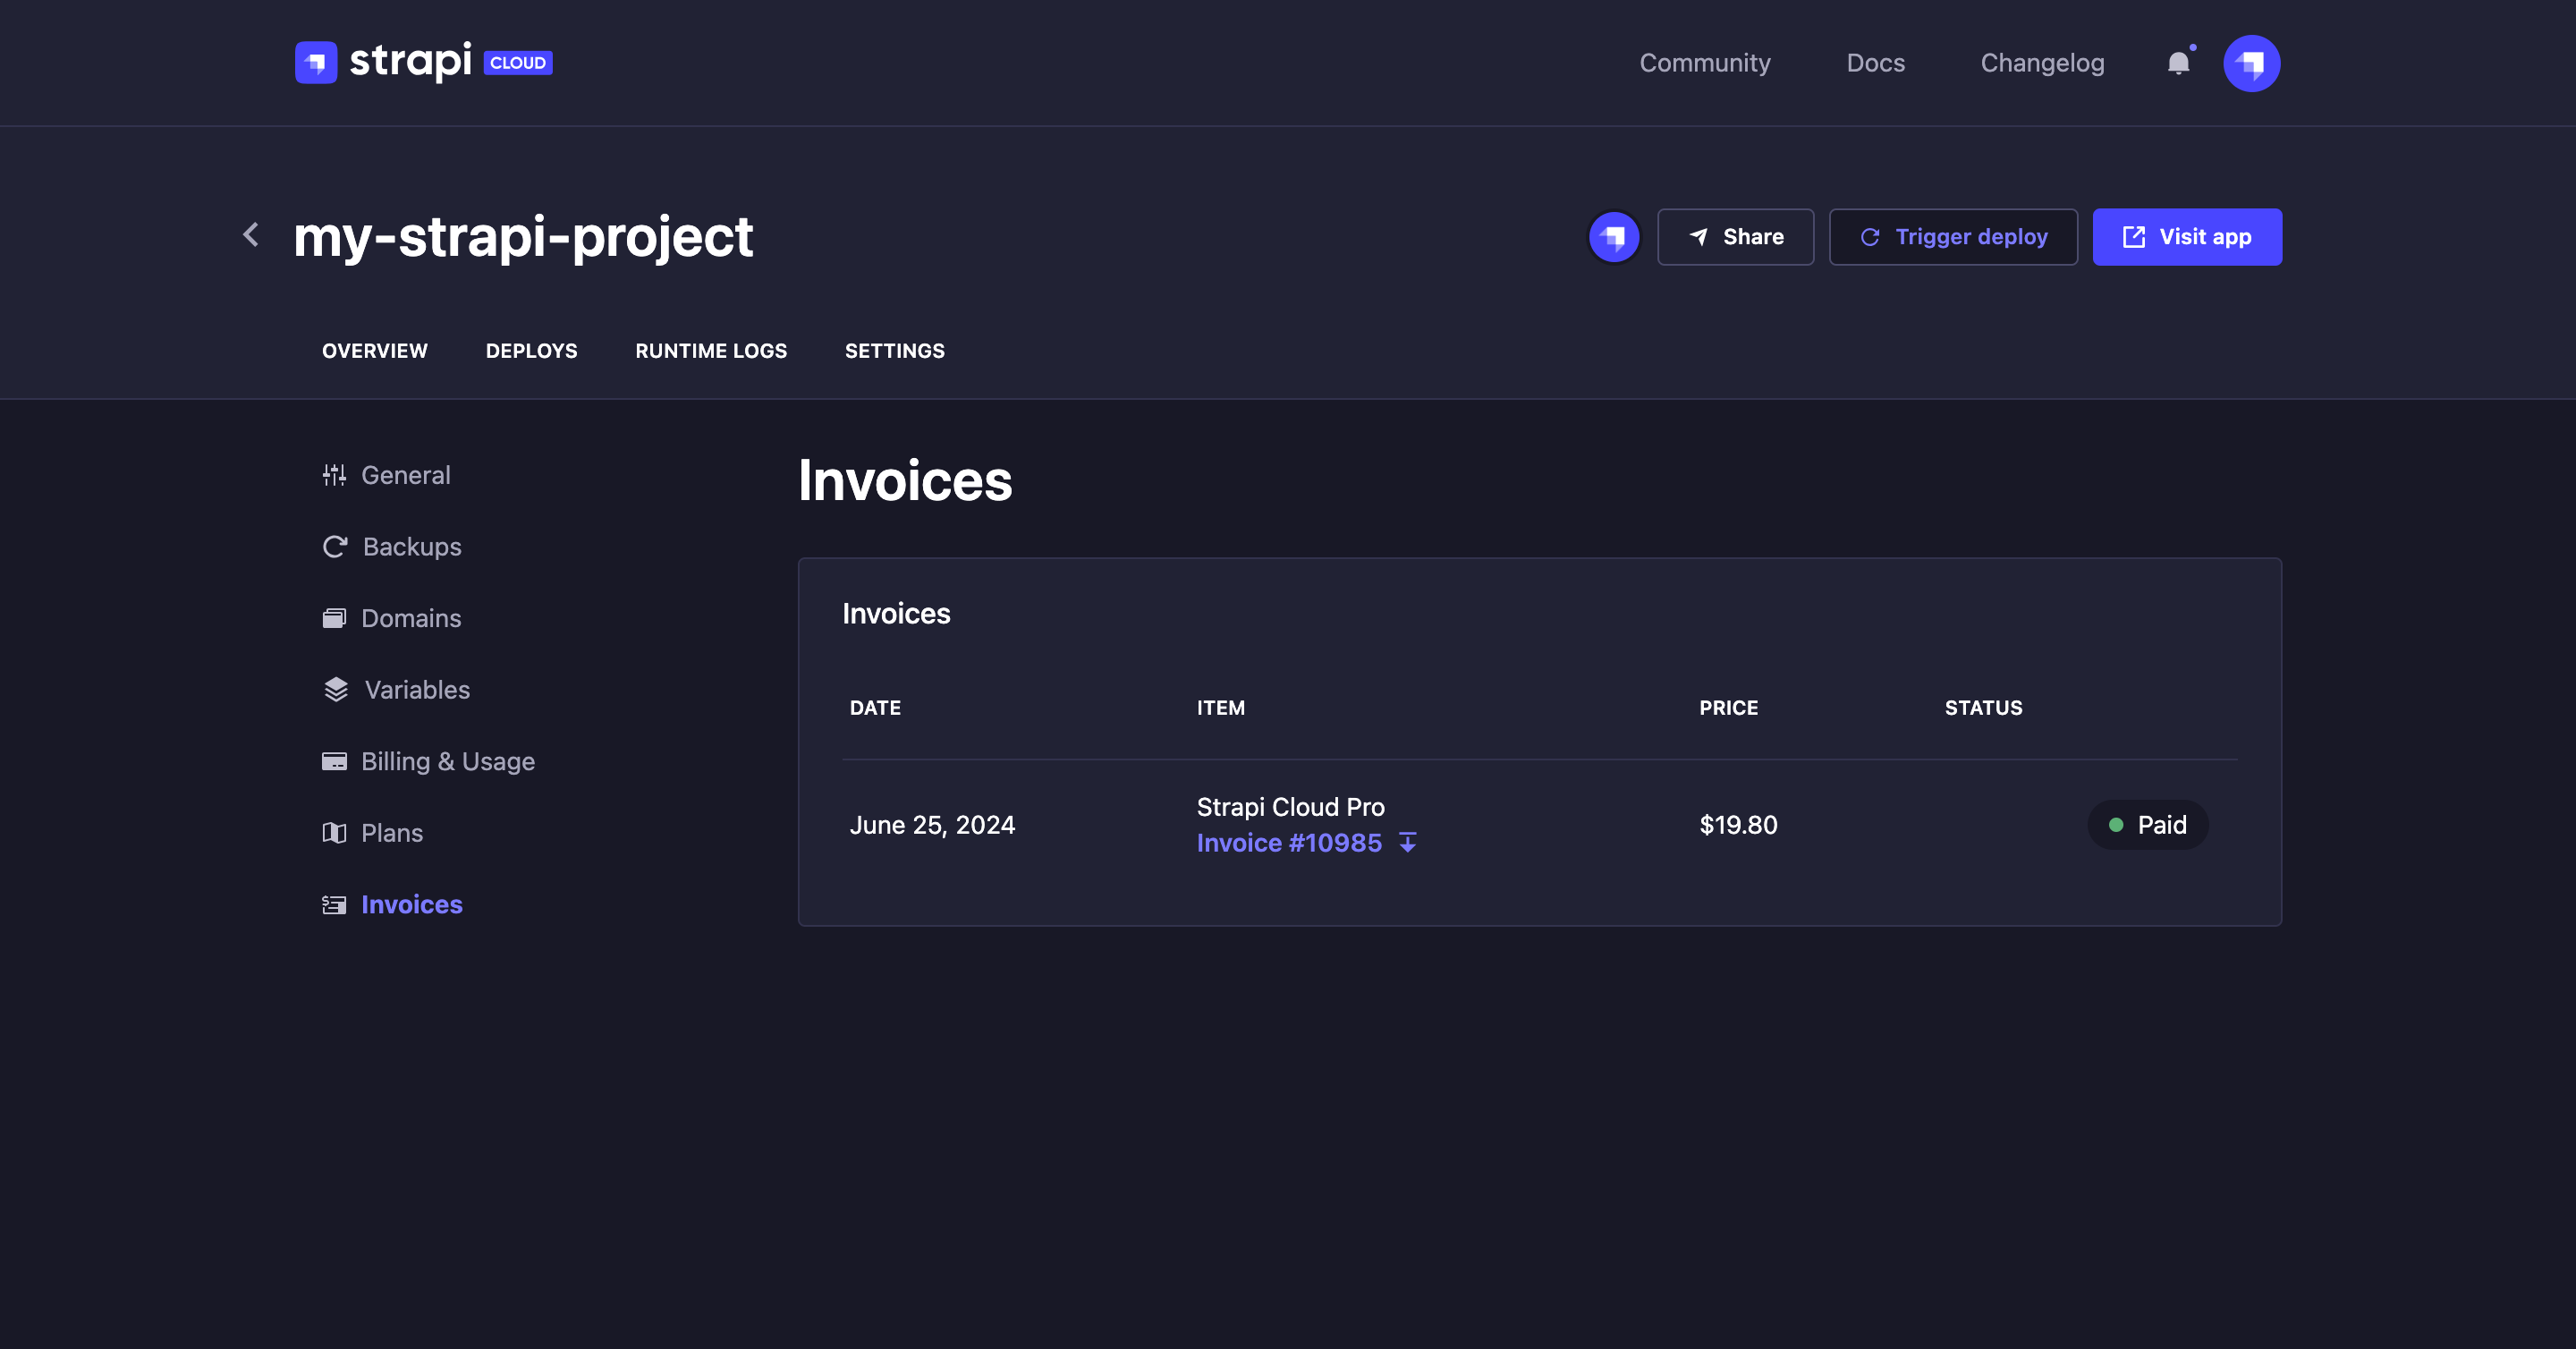 strapi CLOUD
Community Docs Changelog
my-strapi-project
Share Trigger deploy Visit app
OVERVIEW DEPLOYS RUNTIME LOGS SETTINGS
General
Backups
Domains
Variables
Billing & Usage
Plans
Invoices
Invoices
Invoices
DATE ITEM PRICE STATUS
June 25, 2024 Strapi Cloud Pro $19.80 Paid
Invoice #10985